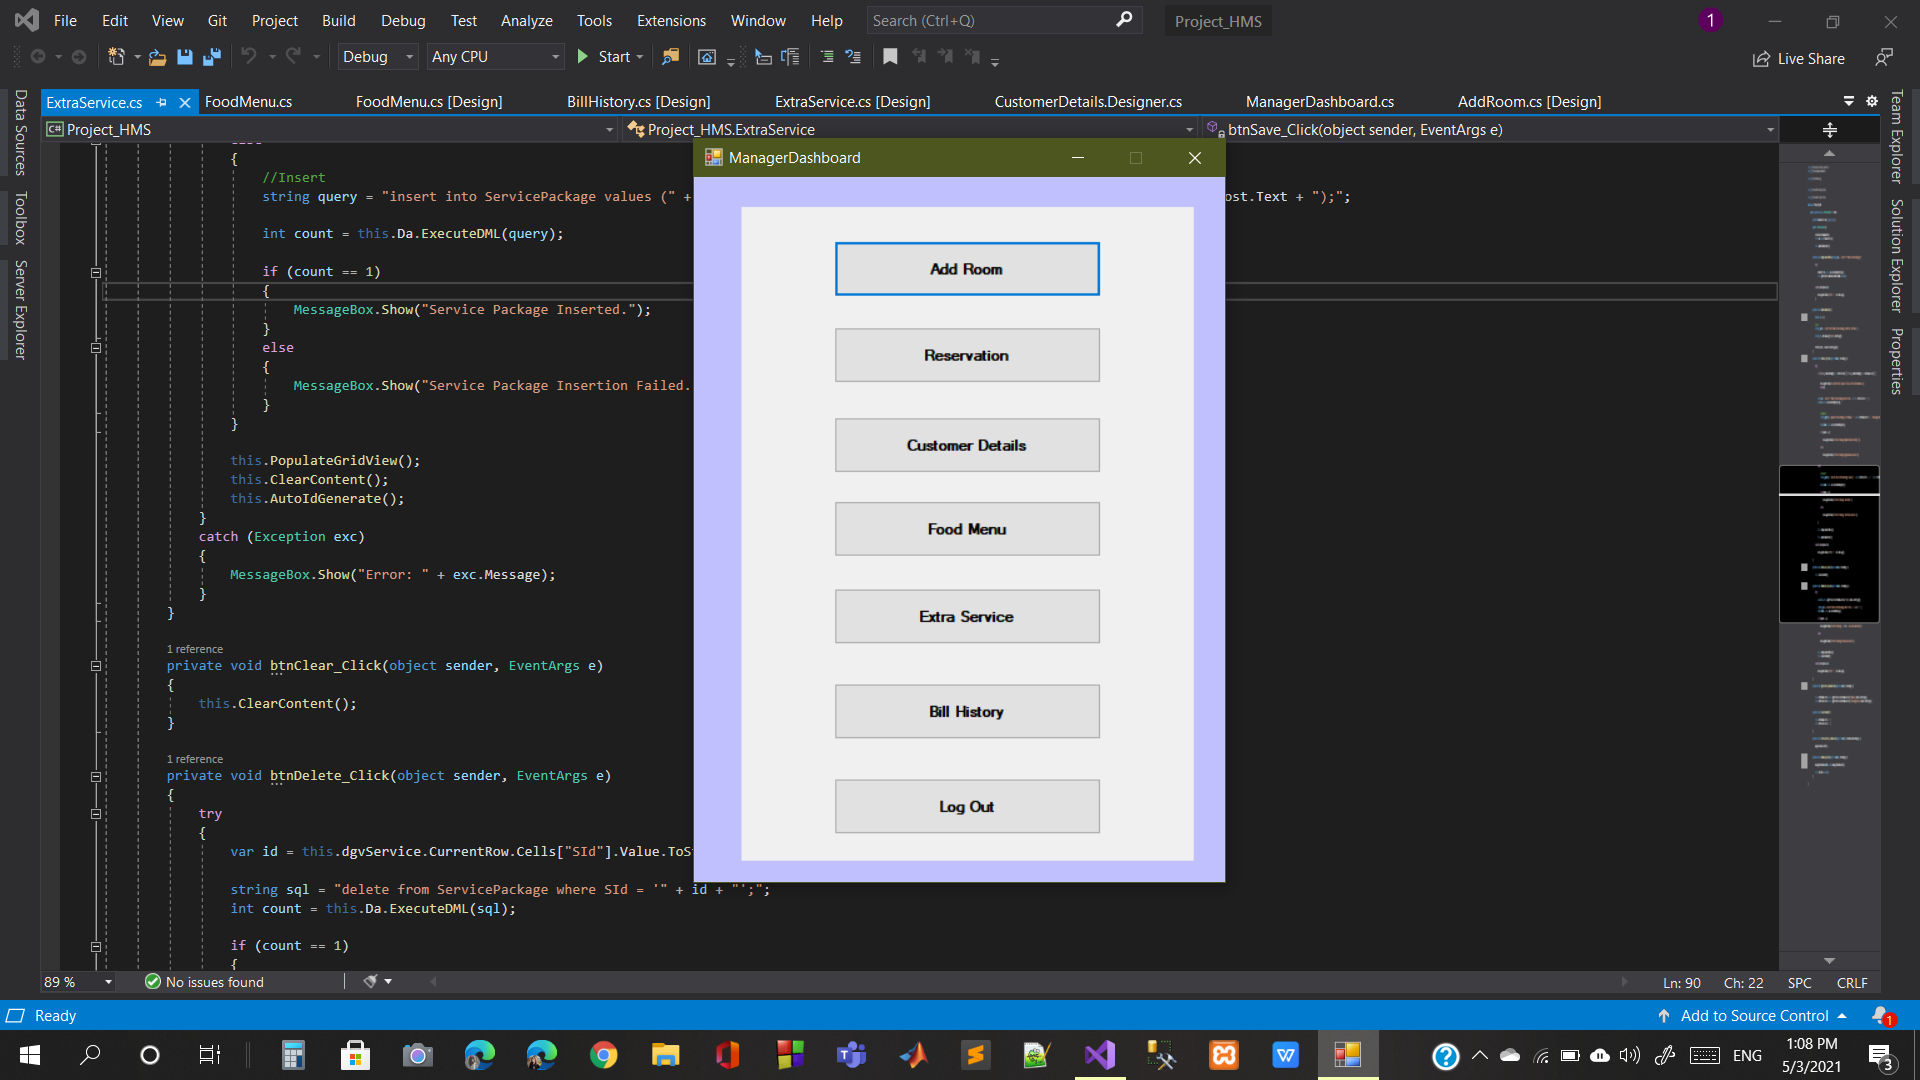 File Edit View Git Project Build Debug Test Analyze Tools Extensions Window Help Search (Ctrl+Q) Project_HMS 1
Debug Any CPU Start Live Share
ExtraService.cs FoodMenu.cs FoodMenu.cs [Design] BillHistory.cs [Design] ExtraService.cs [Design] CustomerDetails.Designer.cs ManagerDashboard.cs AddRoom.cs [Design]
C# Project_HMS Project_HMS.ExtraService btnSave_Click(object sender, EventArgs e)
Data Sources
Toolbox
Server Explorer
{
//Insert
string query = "insert into ServicePackage values (" + ost.Text + ");";
int count = this.Da.ExecuteDML(query);
if (count == 1)
{
MessageBox.Show("Service Package Inserted.");
}
else
{
MessageBox.Show("Service Package Insertion Failed.
}
}
this.PopulateGridView();
this.ClearContent();
this.AutoIdGenerate();
}
catch (Exception exc)
{
MessageBox.Show("Error: " + exc.Message);
}
}
1 reference
private void btnClear_Click(object sender, EventArgs e)
{
this.ClearContent();
}
1 reference
private void btnDelete_Click(object sender, EventArgs e)
{
try
{
var id = this.dgvService.CurrentRow.Cells["SId"].Value.ToSt
string sql = "delete from ServicePackage where SId = '" + id + "';";
int count = this.Da.ExecuteDML(sql);
if (count == 1)
{
ManagerDashboard
Add Room
Reservation
Customer Details
Food Menu
Extra Service
Bill History
Log Out
Team Explorer
Solution Explorer
Properties
89 % No issues found Ln: 90 Ch: 22 SPC CRLF
Ready Add to Source Control 1
ENG 1:08 PM
5/3/2021 3